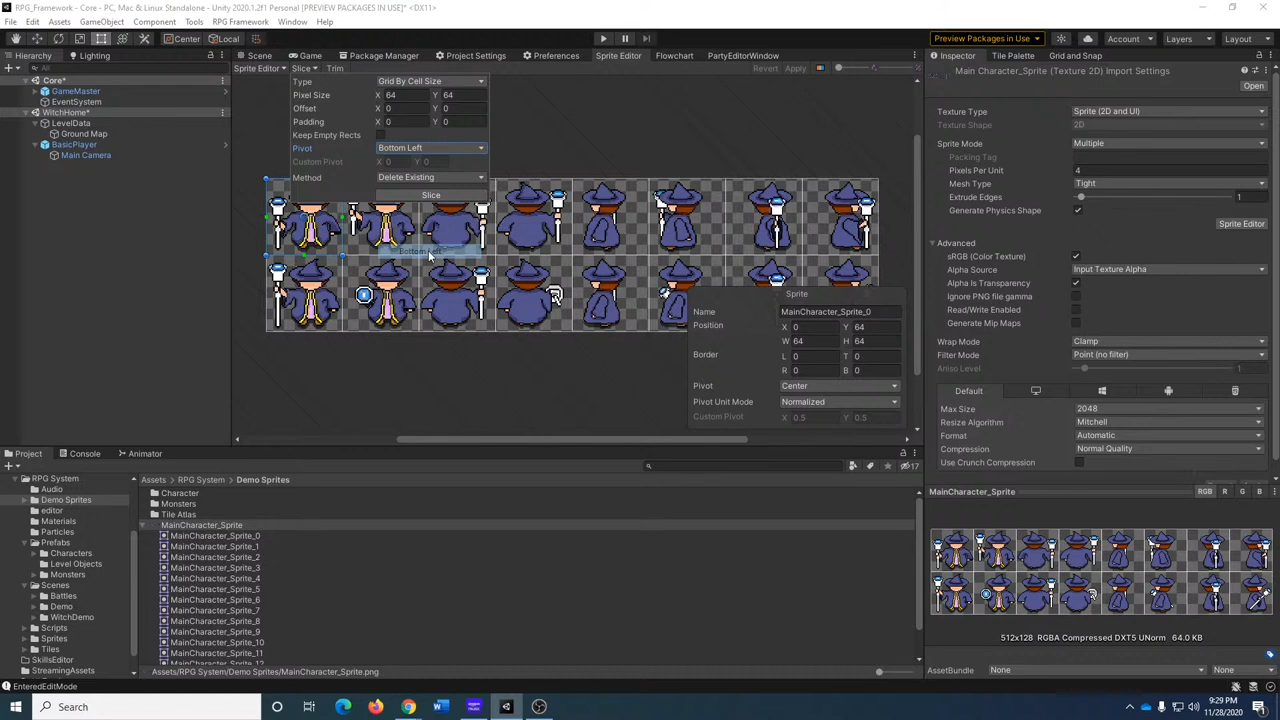 RPG_Framework - Core - PC, Mac & Linux Standalone - Unity 2020.1.2f1 Personal [PREVIEW PACKAGES IN USE]* <DX11>
File Edit Assets GameObject Component Tools RPG Framework Window Help
Center Local Preview Packages in Use Account Layers Layout
Hierarchy Lighting Scene Game Package Manager Project Settings Preferences Sprite Editor Flowchart PartyEditorWindow Inspector Tile Palette Grid and Snap
All Sprite Editor Slice Trim Revert Apply
Core*
GameMaster
EventSystem
WitchHome*
LevelData
Ground Map
BasicPlayer
Main Camera
Type Grid By Cell Size
Pixel Size X 64 Y 64
Offset X 0 Y 0
Padding X 0 Y 0
Keep Empty Rects
Pivot Bottom Left
Custom Pivot X 0 Y 0
Method Delete Existing
Slice
Bottom Left
Sprite
Name MainCharacter_Sprite_0
Position X 0 Y 64
W 64 H 64
Border L 0 T 0
R 0 B 0
Pivot Center
Pivot Unit Mode Normalized
Custom Pivot X 0.5 Y 0.5
Main Character_Sprite (Texture 2D) Import Settings
Open
Texture Type Sprite (2D and UI)
Texture Shape 2D
Sprite Mode Multiple
Packing Tag
Pixels Per Unit 4
Mesh Type Tight
Extrude Edges 1
Generate Physics Shape
Sprite Editor
Advanced
sRGB (Color Texture)
Alpha Source Input Texture Alpha
Alpha Is Transparency
Ignore PNG file gamma
Read/Write Enabled
Generate Mip Maps
Wrap Mode Clamp
Filter Mode Point (no filter)
Aniso Level 1
Default
Max Size 2048
Resize Algorithm Mitchell
Format Automatic
Compression Normal Quality
Use Crunch Compression
MainCharacter_Sprite RGB R G B
512x128 RGBA Compressed DXT5 UNorm 64.0 KB
AssetBundle None None
Project Console Animator
17
RPG System
Audio
Demo Sprites
editor
Materials
Particles
Prefabs
Characters
Level Objects
Monsters
Scenes
Battles
Demo
WitchDemo
Scripts
Sprites
Tiles
SkillsEditor
StreamingAssets
Assets RPG System Demo Sprites
Character
Monsters
Tile Atlas
MainCharacter_Sprite
MainCharacter_Sprite_0
MainCharacter_Sprite_1
MainCharacter_Sprite_2
MainCharacter_Sprite_3
MainCharacter_Sprite_4
MainCharacter_Sprite_5
MainCharacter_Sprite_6
MainCharacter_Sprite_7
MainCharacter_Sprite_8
MainCharacter_Sprite_9
MainCharacter_Sprite_10
MainCharacter_Sprite_11
MainCharacter_Sprite_12
Assets/RPG System/Demo Sprites/MainCharacter_Sprite.png
EnteredEditMode
Search
9:29 PM
11/28/2020